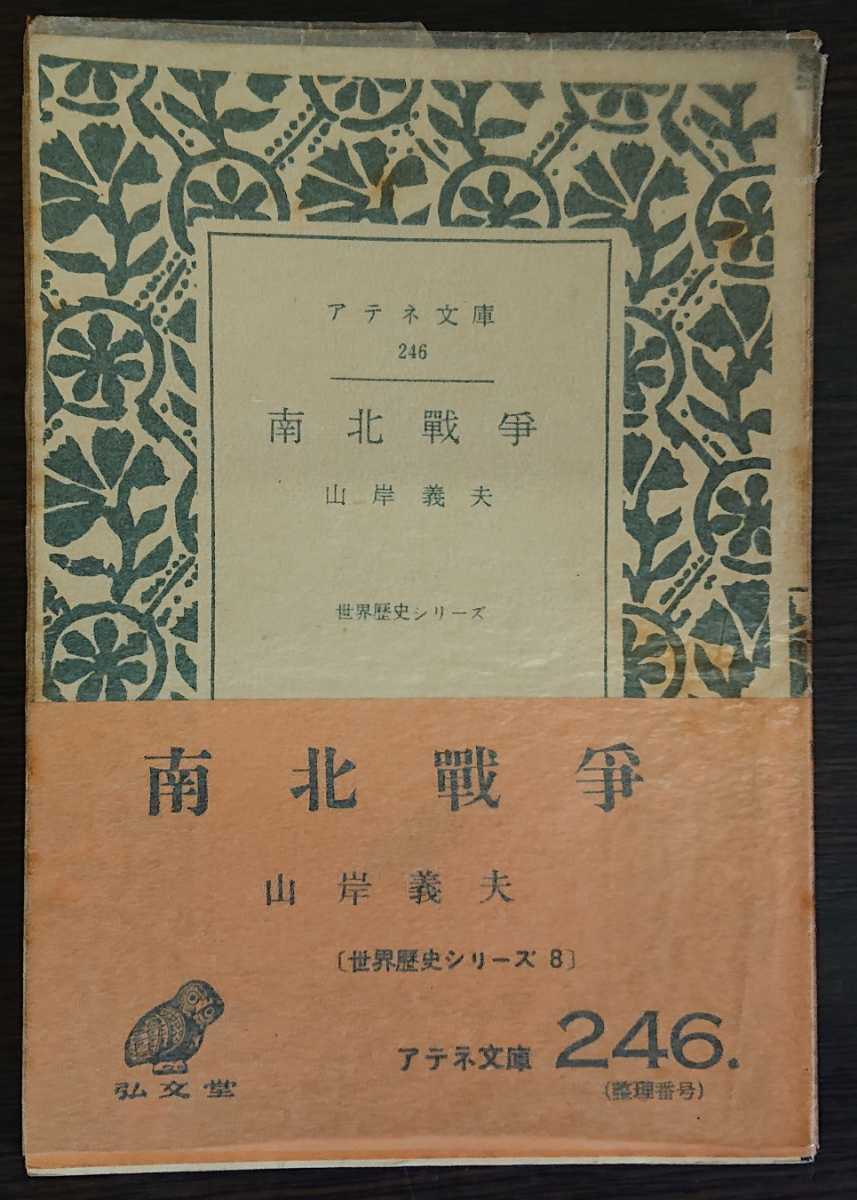 アテネ文庫
246
南北戰爭
山岸義夫
世界歴史シリーズ
南北戰爭
山岸義夫
〔世界歴史シリーズ 8〕
アテネ文庫 246.
(整理番号)
弘文堂